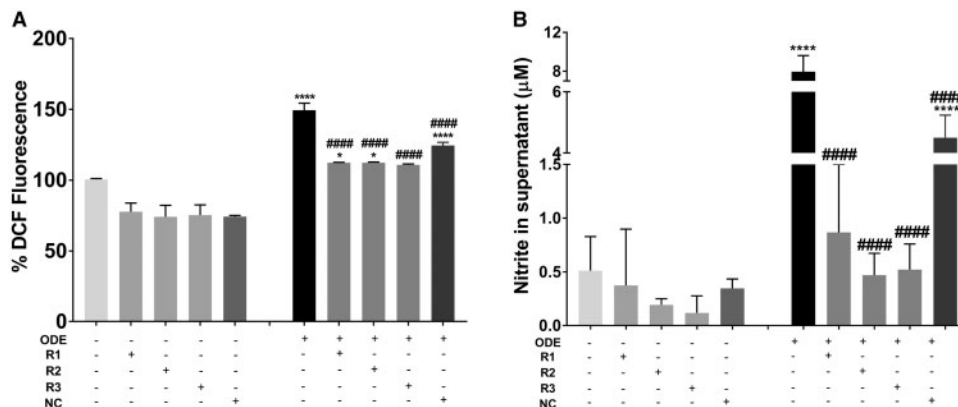 A
% DCF Fluorescence
200
150
100
50
0
****
####
*
####
*
####
####
****
ODE - - - - - + + + + +
R1 - + - - - - + - - -
R2 - - + - - - - + - -
R3 - - - + - - - - + -
NC - - - - + - - - - +
B
Nitrite in supernatant (μM)
12
8
6
4
1.5
1.0
0.5
0.0
****
####
####
####
####
****
ODE - - - - - + + + + +
R1 - + - - - - + - - -
R2 - - + - - - - + - -
R3 - - - + - - - - + -
NC - - - - + - - - - +